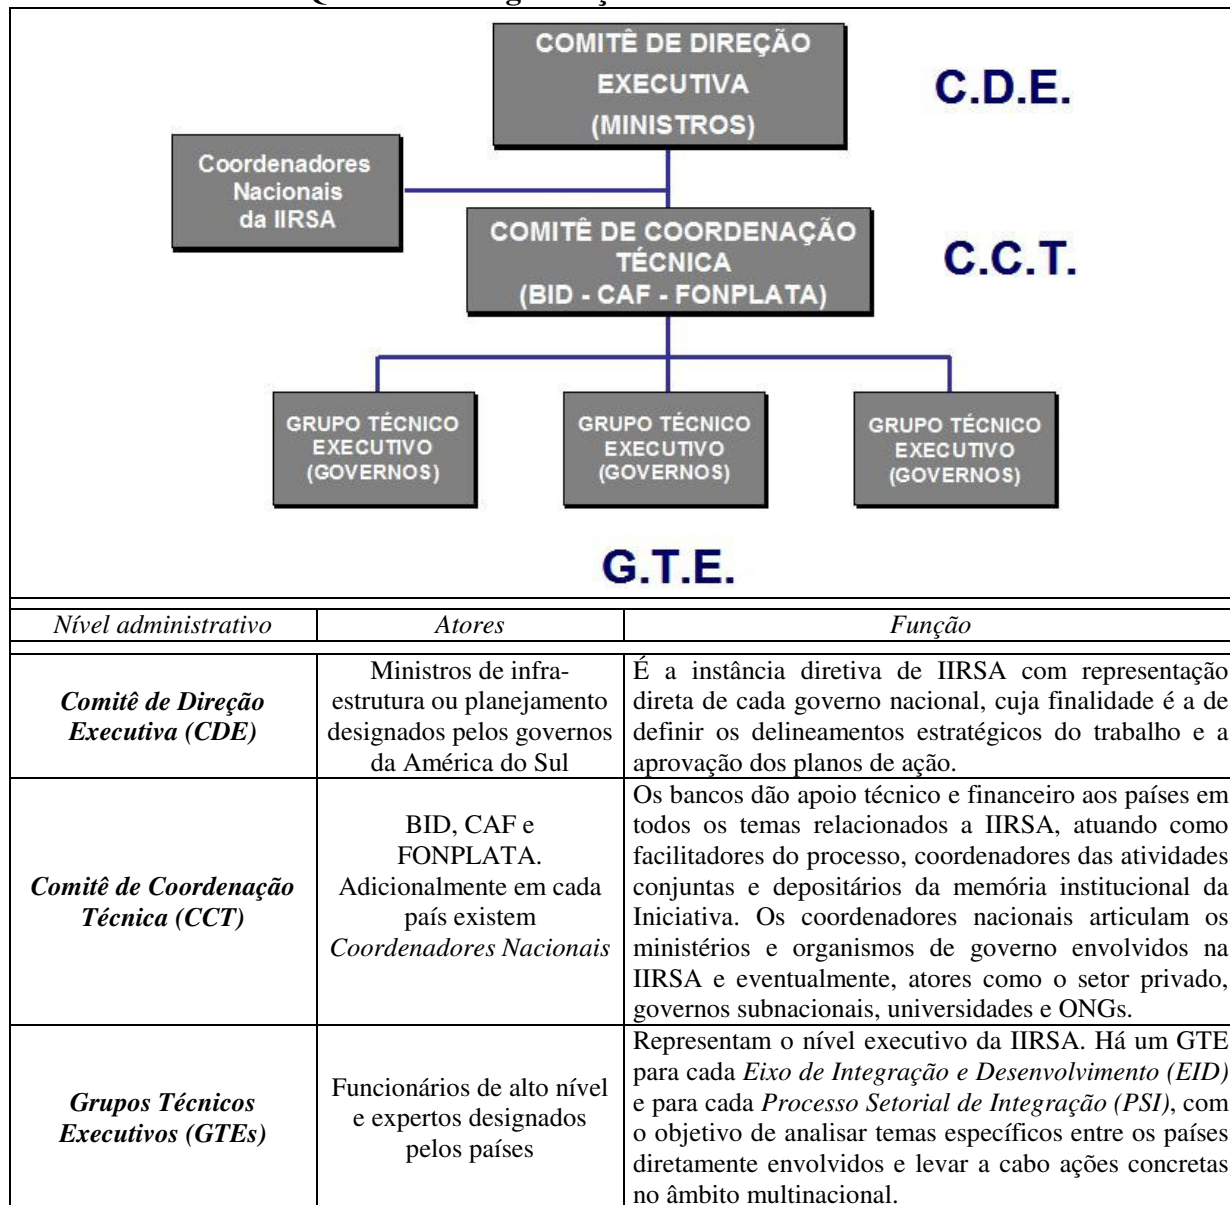 COMITÊ DE DIREÇÃO
EXECUTIVA
(MINISTROS)
C.D.E.
Coordenadores
Nacionais
da IIRSA
COMITÊ DE COORDENAÇÃO
TÉCNICA
(BID - CAF - FONPLATA)
C.C.T.
GRUPO TÉCNICO
EXECUTIVO
(GOVERNOS)
GRUPO TÉCNICO
EXECUTIVO
(GOVERNOS)
GRUPO TÉCNICO
EXECUTIVO
(GOVERNOS)
G.T.E.
Nível administrativo
Atores
Função
Comitê de Direção
Executiva (CDE)
Ministros de infra-
estrutura ou planejamento
designados pelos governos
da América do Sul
É a instância diretiva de IIRSA com representação
direta de cada governo nacional, cuja finalidade é a de
definir os delineamentos estratégicos do trabalho e a
aprovação dos planos de ação.
Comitê de Coordenação
Técnica (CCT)
BID, CAF e
FONPLATA.
Adicionalmente em cada
país existem
Coordenadores Nacionais
Os bancos dão apoio técnico e financeiro aos países em
todos os temas relacionados a IIRSA, atuando como
facilitadores do processo, coordenadores das atividades
conjuntas e depositários da memória institucional da
Iniciativa. Os coordenadores nacionais articulam os
ministérios e organismos de governo envolvidos na
IIRSA e eventualmente, atores como o setor privado,
governos subnacionais, universidades e ONGs.
Grupos Técnicos
Executivos (GTEs)
Funcionários de alto nível
e expertos designados
pelos países
Representam o nível executivo da IIRSA. Há um GTE
para cada Eixo de Integração e Desenvolvimento (EID)
e para cada Processo Setorial de Integração (PSI), com
o objetivo de analisar temas específicos entre os países
diretamente envolvidos e levar a cabo ações concretas
no âmbito multinacional.